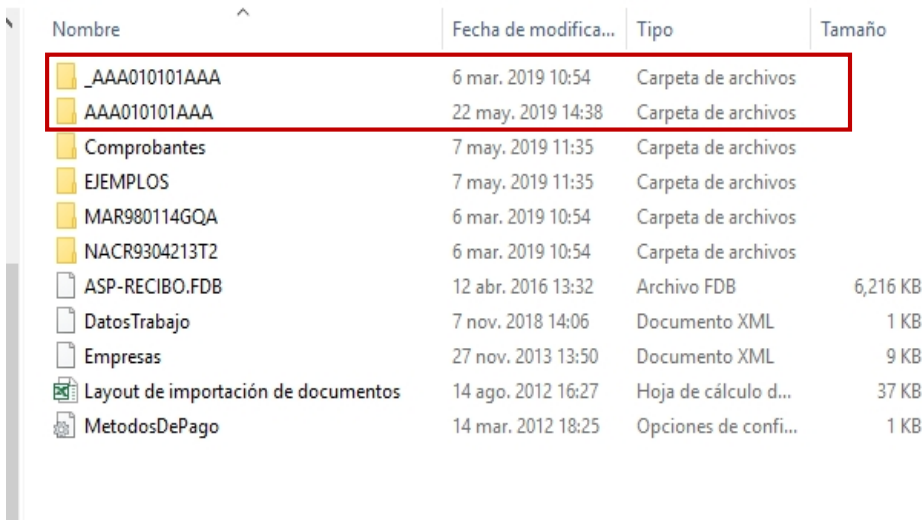 Nombre Fecha de modifica... Tipo Tamaño
_AAA010101AAA 6 mar. 2019 10:54 Carpeta de archivos
AAA010101AAA 22 may. 2019 14:38 Carpeta de archivos
Comprobantes 7 may. 2019 11:35 Carpeta de archivos
EJEMPLOS 7 may. 2019 11:35 Carpeta de archivos
MAR980114GQA 6 mar. 2019 10:54 Carpeta de archivos
NACR9304213T2 6 mar. 2019 10:54 Carpeta de archivos
ASP-RECIBO.FDB 12 abr. 2016 13:32 Archivo FDB 6,216 KB
DatosTrabajo 7 nov. 2018 14:06 Documento XML 1 KB
Empresas 27 nov. 2013 13:50 Documento XML 9 KB
Layout de importación de documentos 14 ago. 2012 16:27 Hoja de cálculo d... 37 KB
MetodosDePago 14 mar. 2012 18:25 Opciones de confi... 1 KB